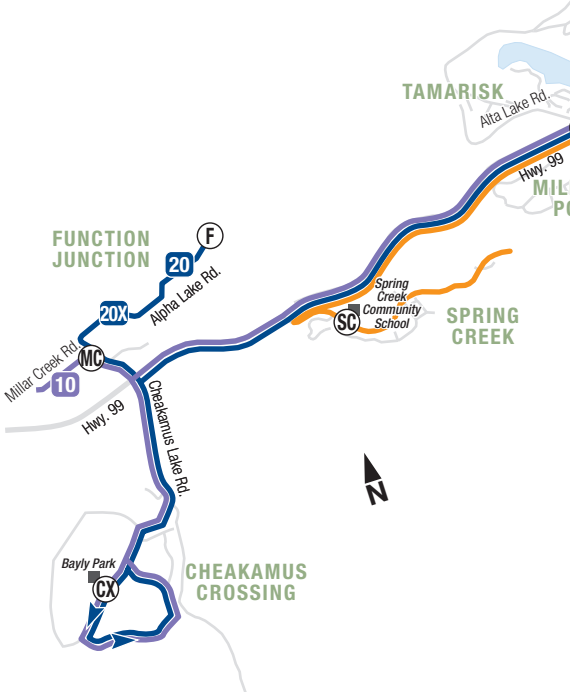 TAMARISK
Alta Lake Rd.
Hwy. 99
MIL
PO
FUNCTION
JUNCTION
F
20
Alpha Lake Rd.
20X
Spring
Creek
Community
School
SC
SPRING
CREEK
Millar Creek Rd.
MC
10
Hwy. 99
Cheakamus Lake Rd.
N
Bayly Park
CX
CHEAKAMUS
CROSSING